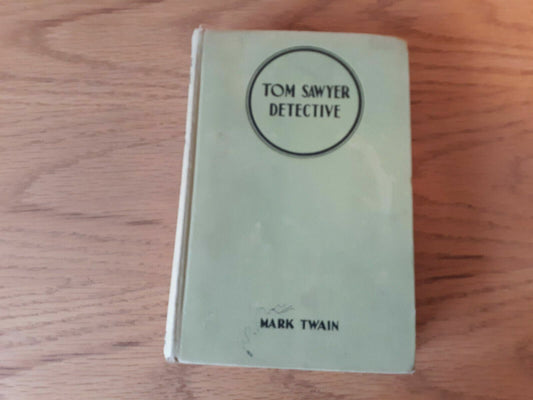 TOM SAWYER
DETECTIVE
MARK TWAIN